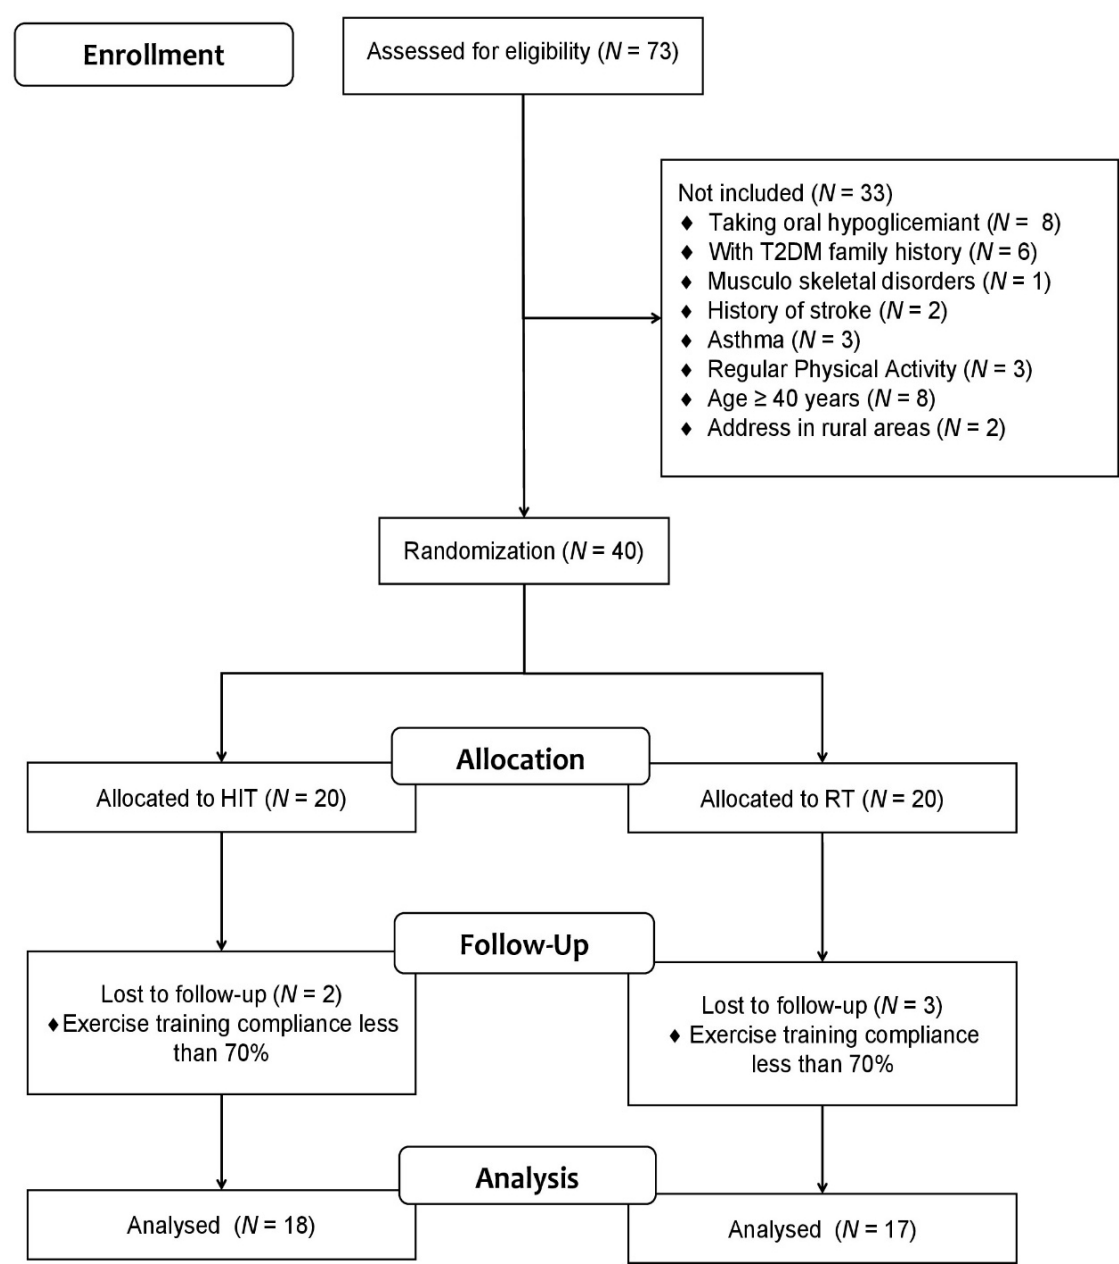 Enrollment
Assessed for eligibility (N = 73)
Not included (N = 33)
♦ Taking oral hypoglicemiant (N = 8)
♦ With T2DM family history (N = 6)
♦ Musculo skeletal disorders (N = 1)
♦ History of stroke (N = 2)
♦ Asthma (N = 3)
♦ Regular Physical Activity (N = 3)
♦ Age ≥ 40 years (N = 8)
♦ Address in rural areas (N = 2)
Randomization (N = 40)
Allocation
Allocated to HIT (N = 20)
Allocated to RT (N = 20)
Follow-Up
Lost to follow-up (N = 2)
♦Exercise training compliance less
than 70%
Lost to follow-up (N = 3)
♦ Exercise training compliance
less than 70%
Analysis
Analysed (N = 18)
Analysed (N = 17)